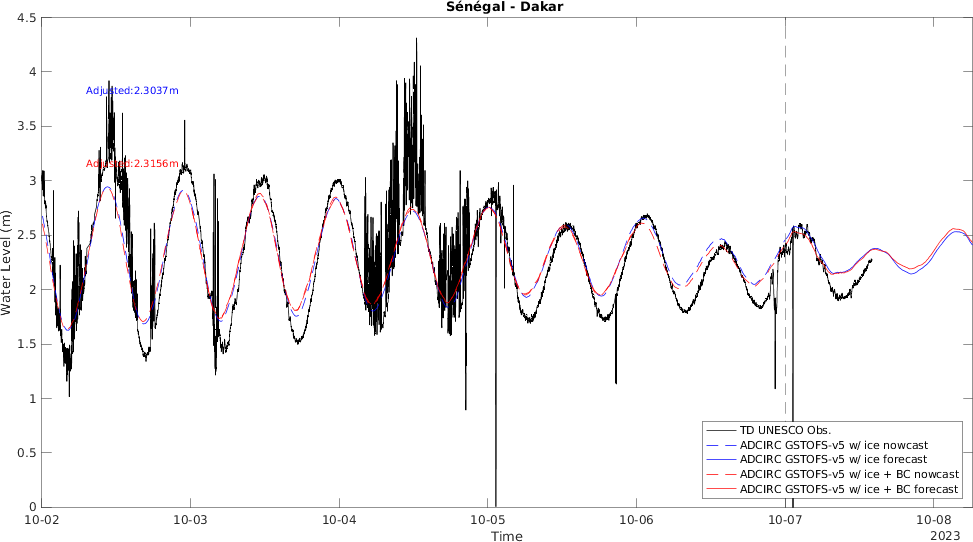 Sénégal - Dakar
4.5
4
3.5
3
2.5
2
1.5
1
0.5
0
Water Level (m)
Adjusted:2.3037m
Adjusted:2.3156m
TD UNESCO Obs.
ADCIRC GSTOFS-v5 w/ ice nowcast
ADCIRC GSTOFS-v5 w/ ice forecast
ADCIRC GSTOFS-v5 w/ ice + BC nowcast
ADCIRC GSTOFS-v5 w/ ice + BC forecast
10-02 10-03 10-04 10-05 10-06 10-07 10-08
Time
2023